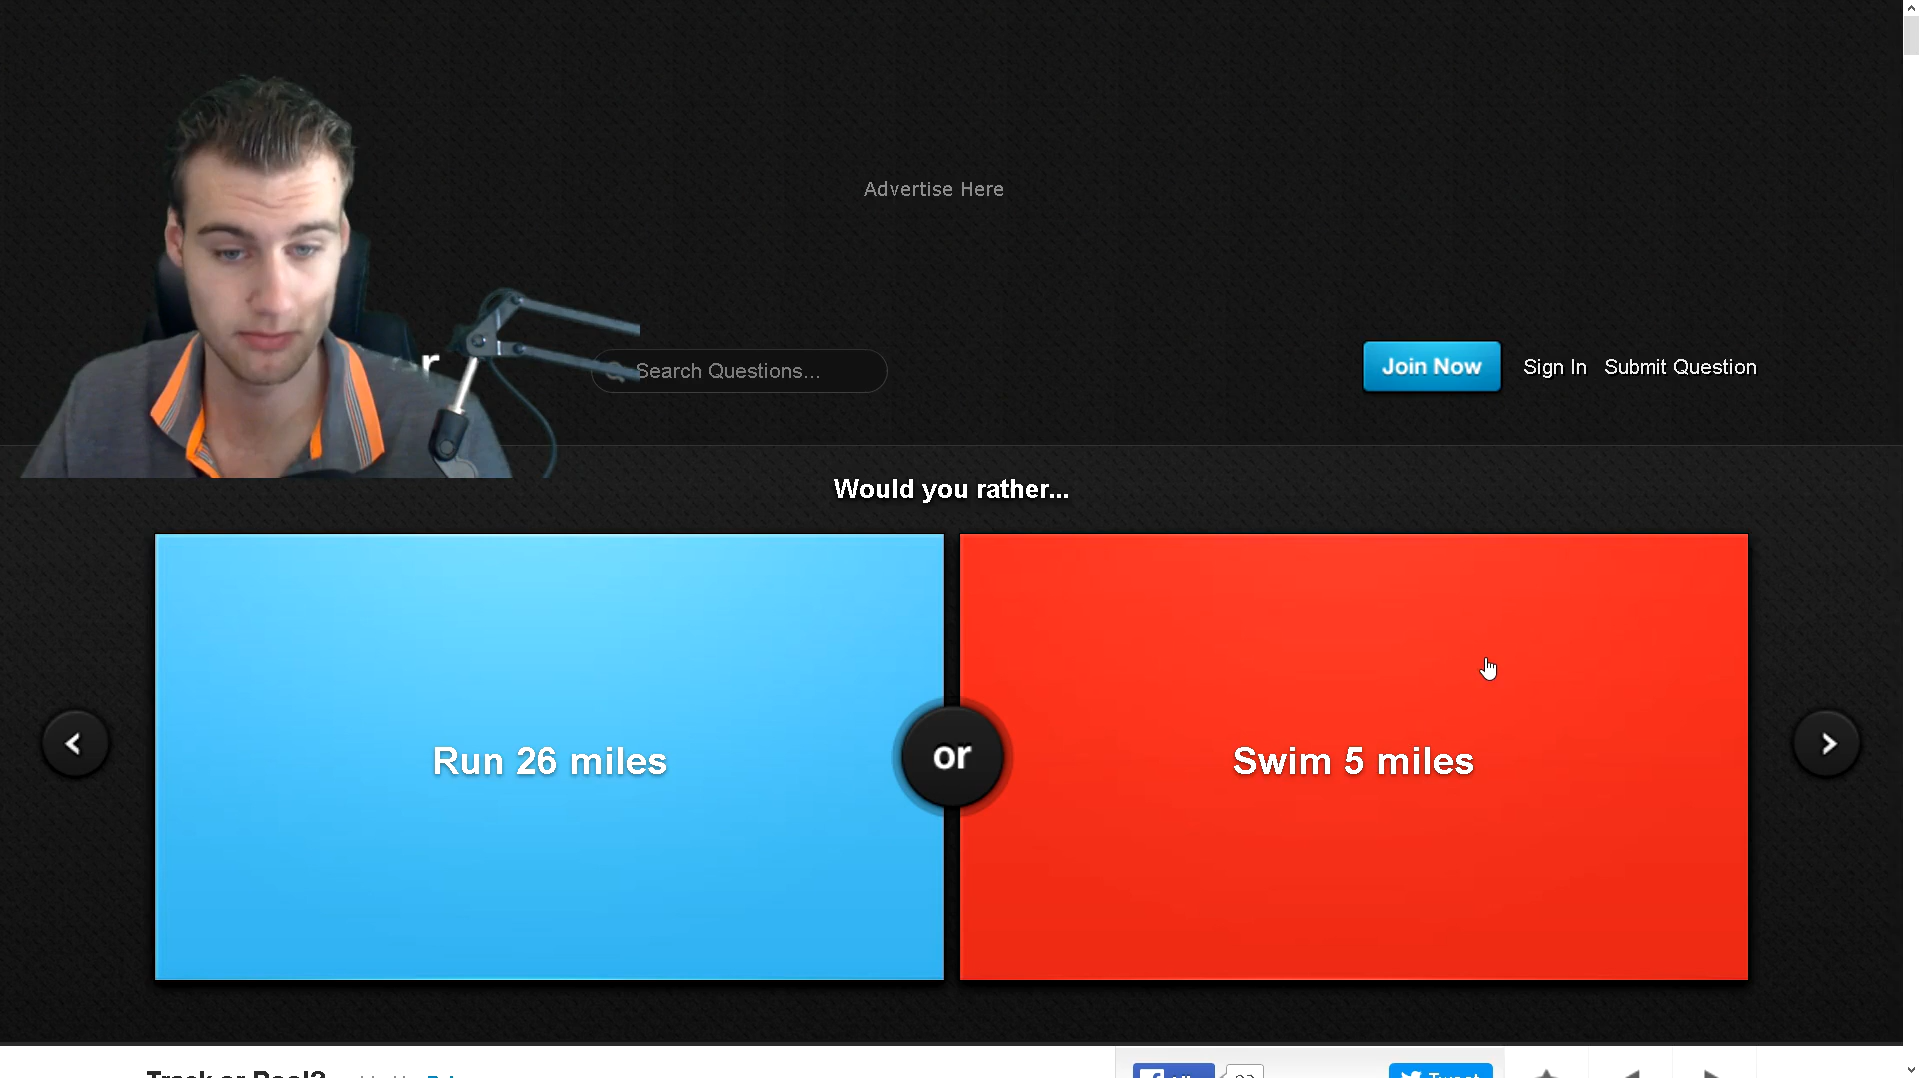 Advertise Here
r
Search Questions...
Join Now
Sign In
Submit Question
Would you rather...
Run 26 miles
or
Swim 5 miles
Tweet